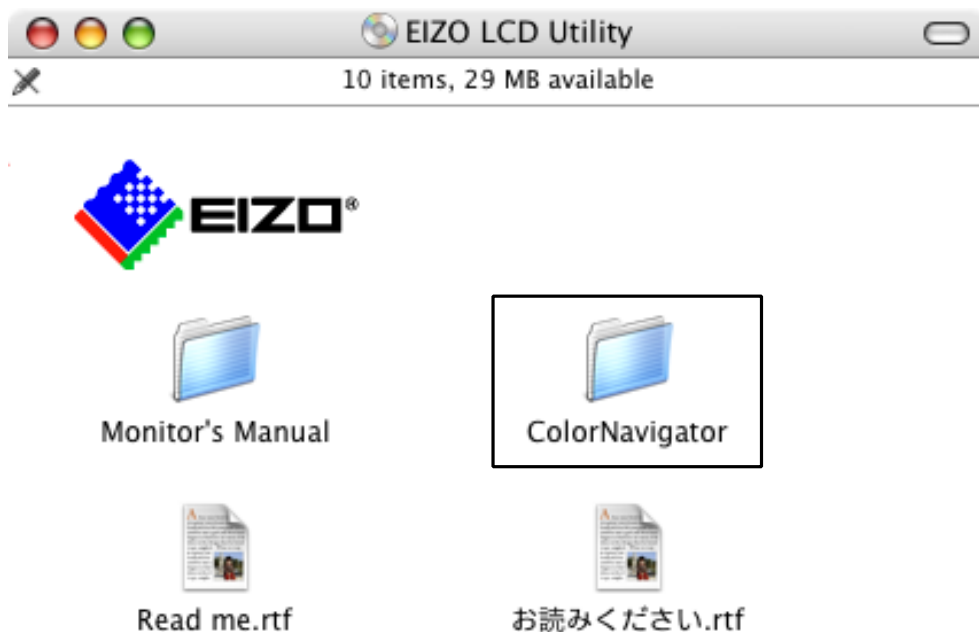 EIZO LCD Utility
10 items, 29 MB available
EIZO®
Monitor's Manual
ColorNavigator
Read me.rtf
お読みください.rtf